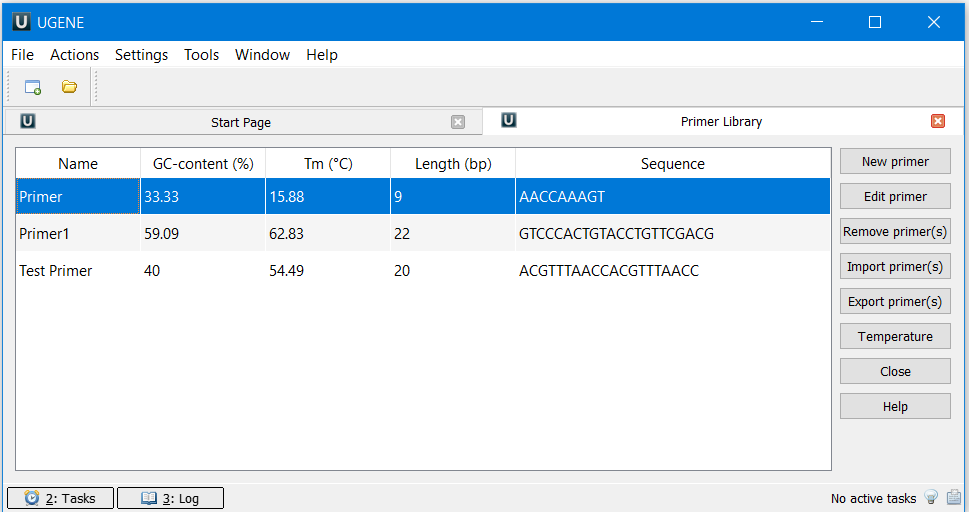 UGENE
File Actions Settings Tools Window Help
Start Page Primer Library
Name GC-content (%) Tm (°C) Length (bp) Sequence
Primer 33.33 15.88 9 AACCAAAGT
Primer1 59.09 62.83 22 GTCCCACTGTACCTGTTCGACG
Test Primer 40 54.49 20 ACGTTTAACCACGTTTAACC
New primer
Edit primer
Remove primer(s)
Import primer(s)
Export primer(s)
Temperature
Close
Help
2: Tasks 3: Log No active tasks